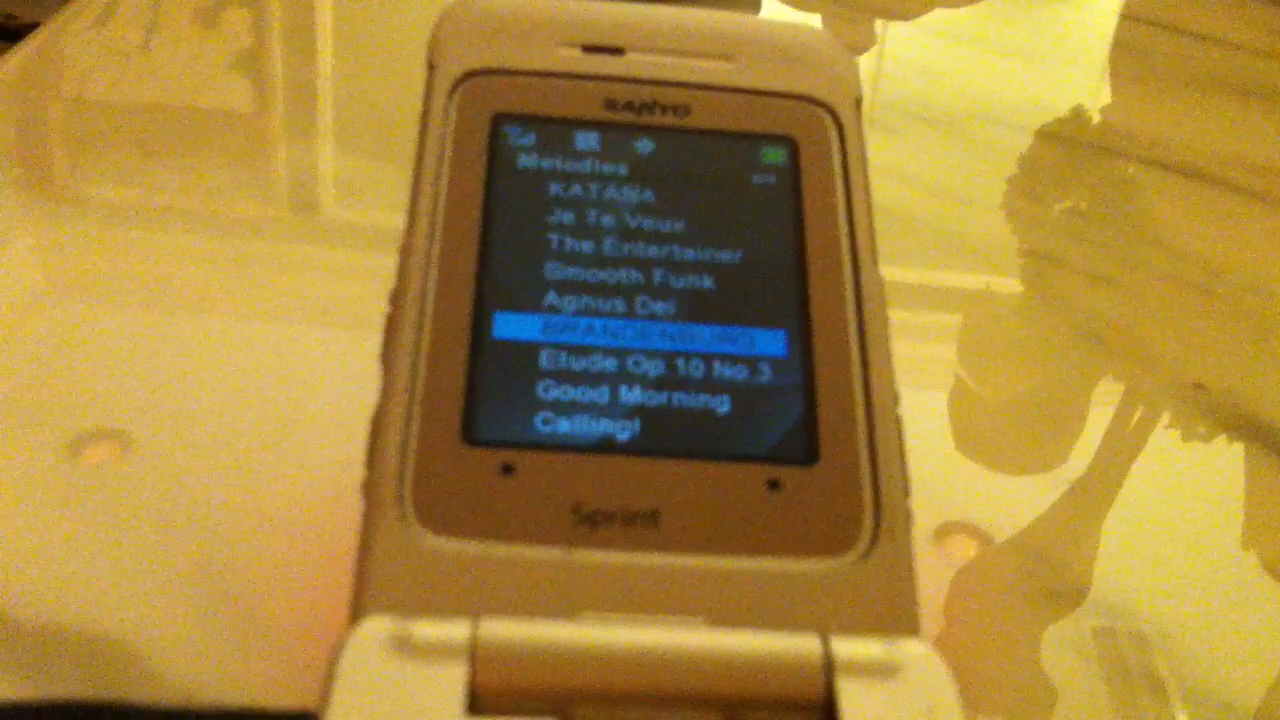 SANYO
Melodies
KATANA
Je Te Veux
The Entertainer
Smooth Funk
Agnus Dei
Etude Op.10 No.3
Good Morning
Calling!
Sprint